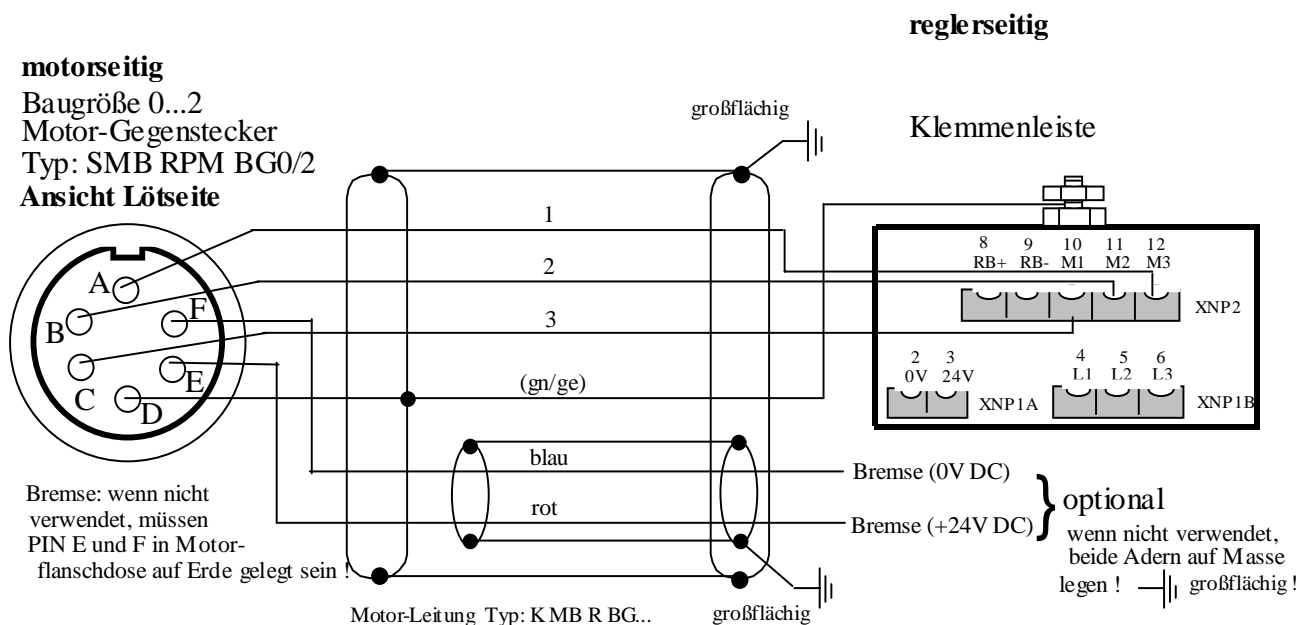 reglerseitig
motorseitig
Baugröße 0...2
Motor-Gegenstecker
Typ: SMB RPM BG0/2
Ansicht Lötseite
großflächig
Klemmenleiste
1
2
3
(gn/ge)
blau
rot
A
B
C
D
E
F
8 9 10 11 12
RB+ RB- M1 M2 M3
XNP2
2 3
0V 24V
XNP1A
4 5 6
L1 L2 L3
XNP1B
Bremse (0V DC)
Bremse (+24V DC)
} optional
wenn nicht verwendet,
beide Adern auf Masse
legen ! großflächig !
Bremse: wenn nicht
verwendet, müssen
PIN E und F in Motor-
flanschdose auf Erde gelegt sein !
Motor-Leitung Typ: KMB R BG...
großflächig